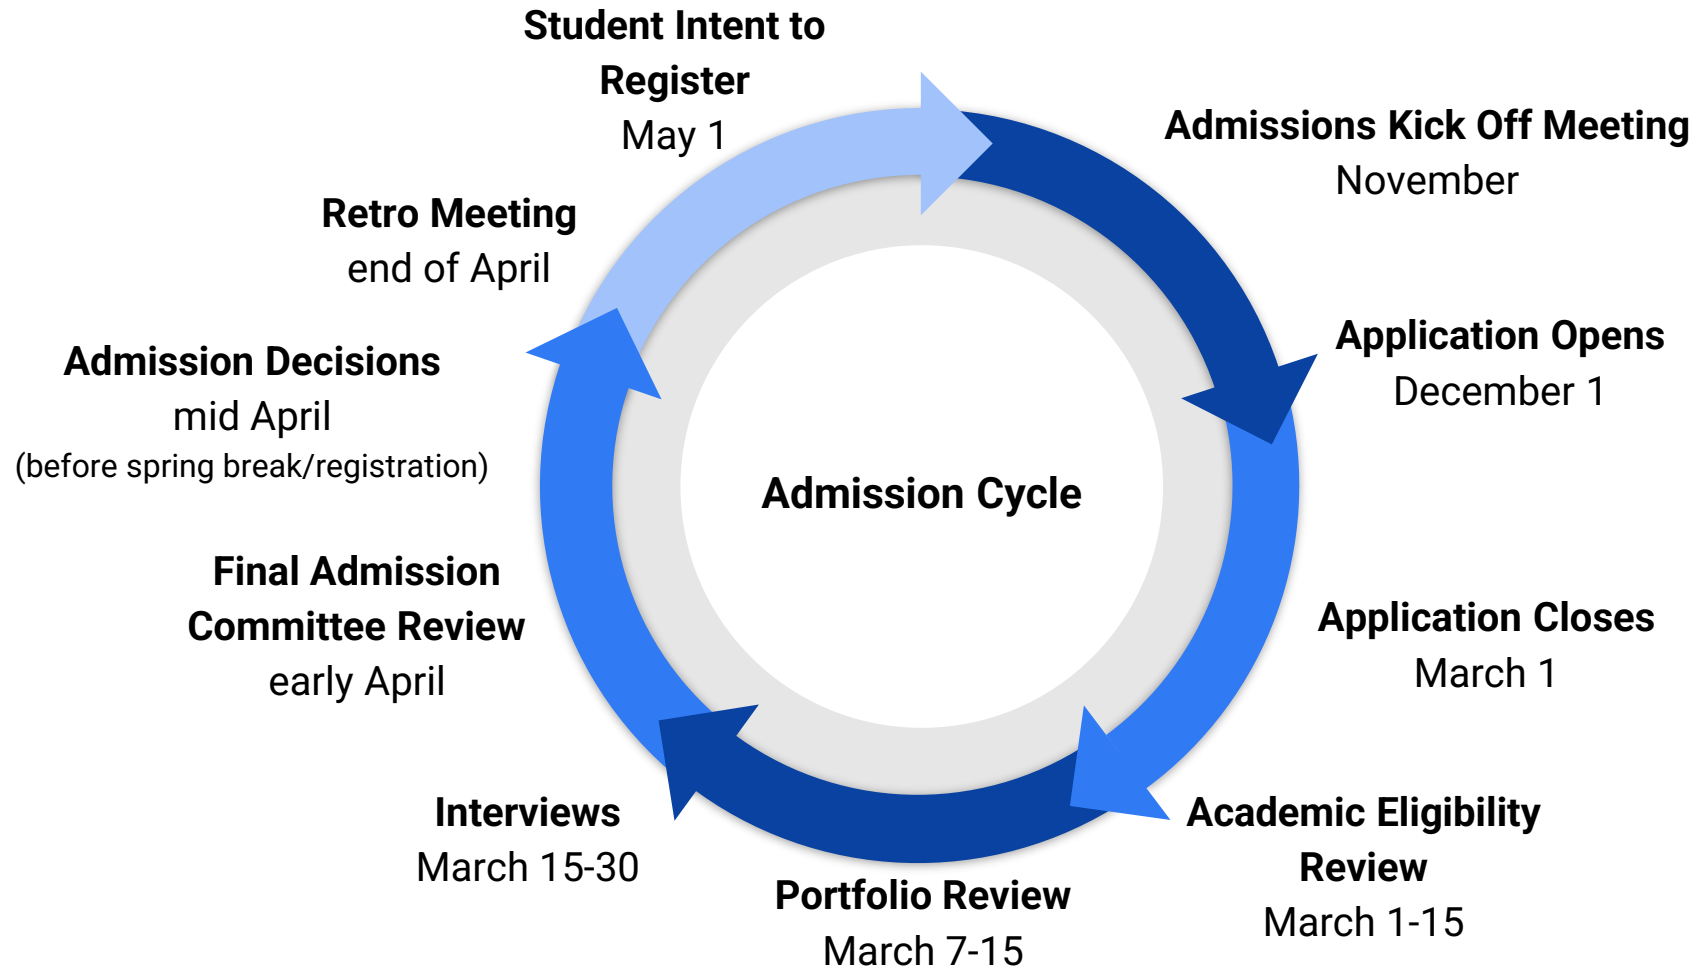 Student Intent to
Register
May 1
Admissions Kick Off Meeting
November
Application Opens
December 1
Application Closes
March 1
Academic Eligibility
Review
March 1-15
Portfolio Review
March 7-15
Interviews
March 15-30
Final Admission
Committee Review
early April
Admission Decisions
mid April
(before spring break/registration)
Retro Meeting
end of April
Admission Cycle